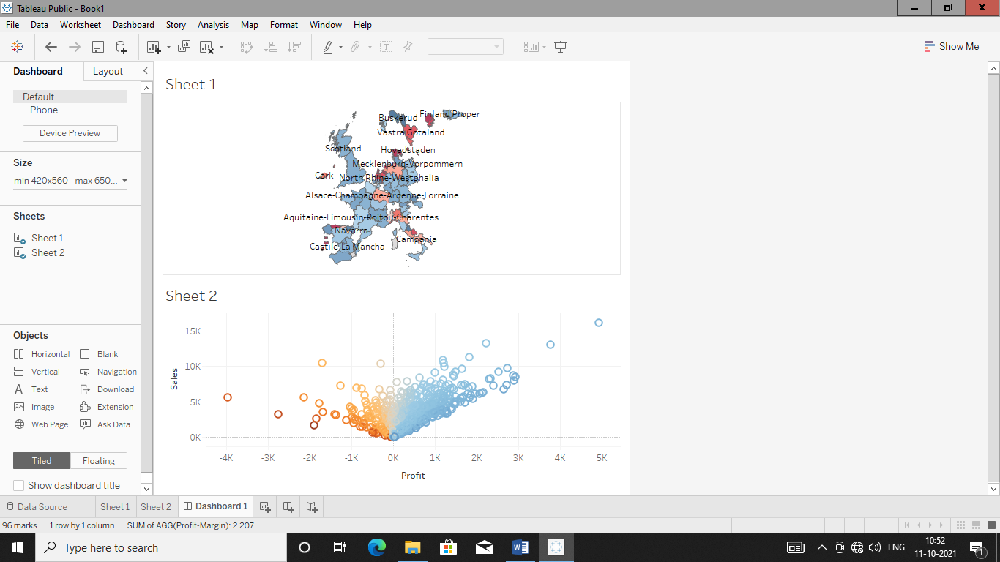 Tableau Public - Book1
File Data Worksheet Dashboard Story Analysis Map Format Window Help
Show Me
Dashboard Layout
Default
Phone
Device Preview
Size
min 420x560 - max 650...
Sheets
Sheet 1
Sheet 2
Objects
Horizontal Blank
Vertical Navigation
Text Download
Image Extension
Web Page Ask Data
Tiled Floating
Show dashboard title
Sheet 1
Finland Proper
Buskerud
Västra Götaland
Scotland
Hovedstaden
Mecklenburg-Vorpommern
Cork
North Rhine-Westphalia
Alsace-Champagne-Ardenne-Lorraine
Aquitaine-Limousin-Poitou-Charentes
Navarra
Campania
Castile-La Mancha
Sheet 2
15K
10K
5K
0K
Sales
-4K -3K -2K -1K 0K 1K 2K 3K 4K 5K
Profit
Data Source Sheet 1 Sheet 2 Dashboard 1
96 marks 1 row by 1 column SUM of AGG(Profit-Margin): 2.207
Type here to search
ENG
10:52
11-10-2021
1